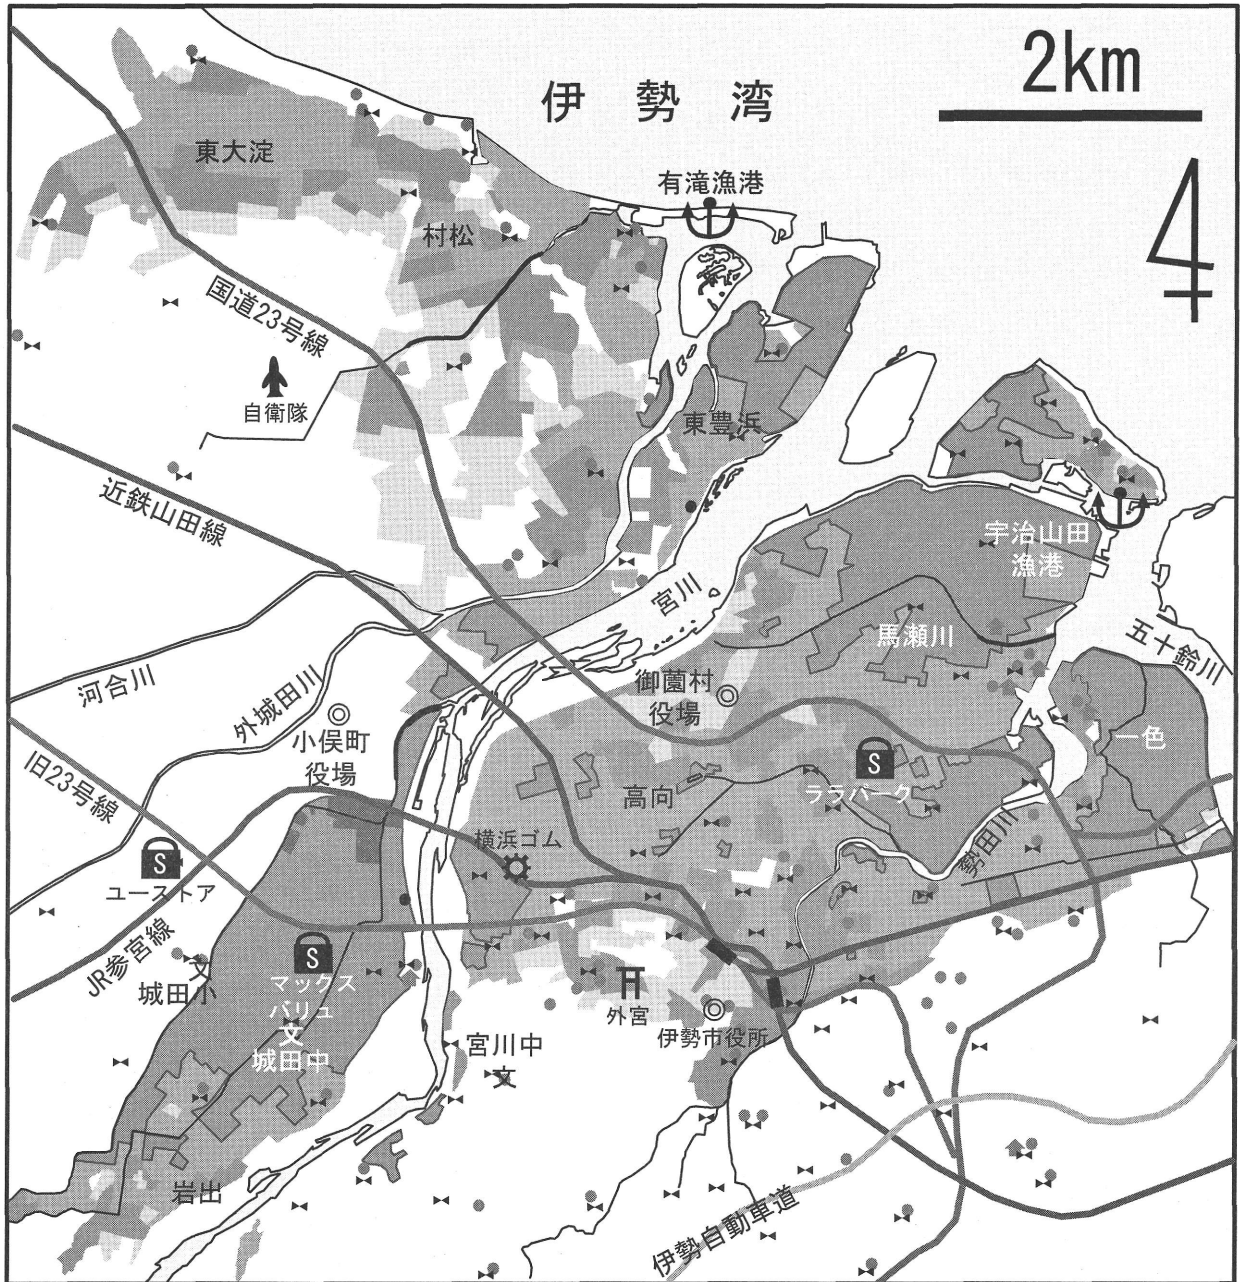 2km
伊勢湾
東大淀
有滝漁港
村松
国道23号線
自衛隊
東豊浜
近鉄山田線
宇治山田
漁港
宮川
馬瀬川
五十鈴川
河合川
外城田川
御薗村
役場
小俣町
役場
一色
旧23号線
S
ララパーク
高向
横浜ゴム
勢田川
S
ユーストア
JR参宮線
S
マックス
バリュ
文
城田小
文
城田中
外宮
伊勢市役所
宮川中
文
岩出
伊勢自動車道